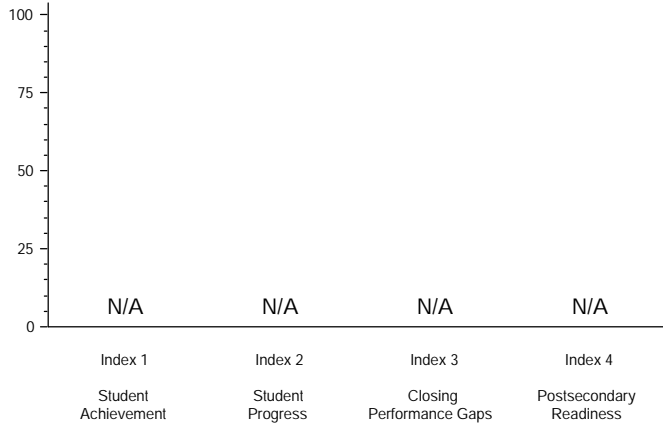 100
75
50
25
0
N/A N/A N/A N/A
Index 1 Index 2 Index 3 Index 4
Student Student Closing Postsecondary
Achievement Progress Performance Gaps Readiness